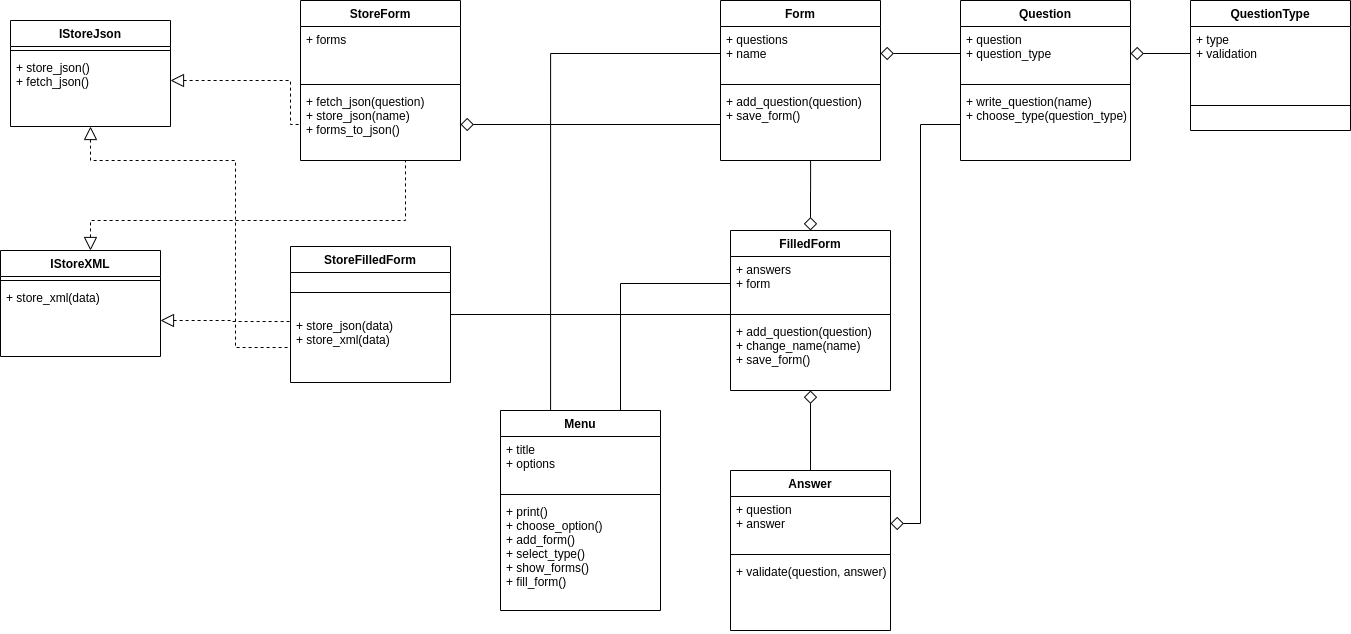 IStoreJson
+ store_json()
+ fetch_json()
StoreForm
+ forms
+ fetch_json(question)
+ store_json(name)
+ forms_to_json()
Form
+ questions
+ name
+ add_question(question)
+ save_form()
Question
+ question
+ question_type
+ write_question(name)
+ choose_type(question_type)
QuestionType
+ type
+ validation
IStoreXML
+ store_xml(data)
StoreFilledForm
+ store_json(data)
+ store_xml(data)
FilledForm
+ answers
+ form
+ add_question(question)
+ change_name(name)
+ save_form()
Menu
+ title
+ options
+ print()
+ choose_option()
+ add_form()
+ select_type()
+ show_forms()
+ fill_form()
Answer
+ question
+ answer
+ validate(question, answer)